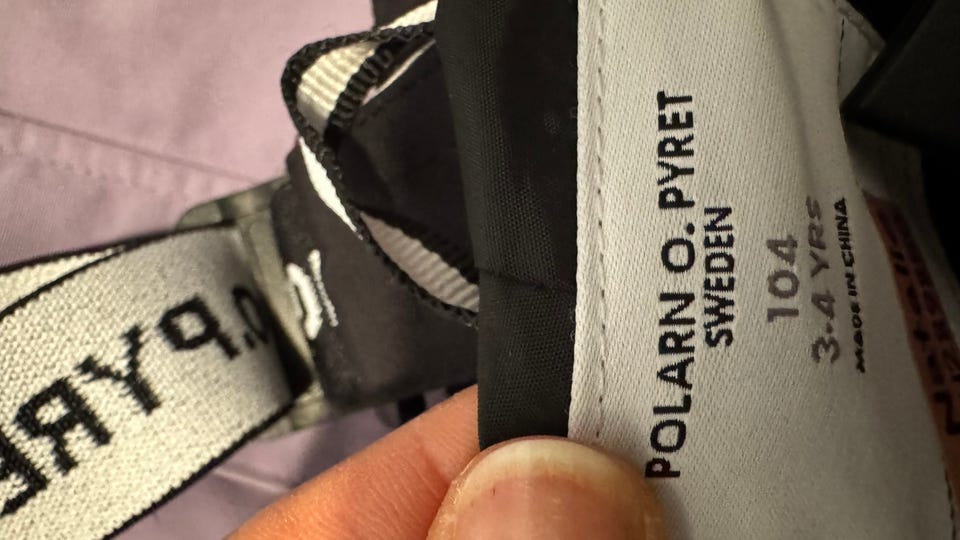 POLARN O. PYRET
SWEDEN
104
3-4 YRS
MADE IN CHINA
O. PYRE